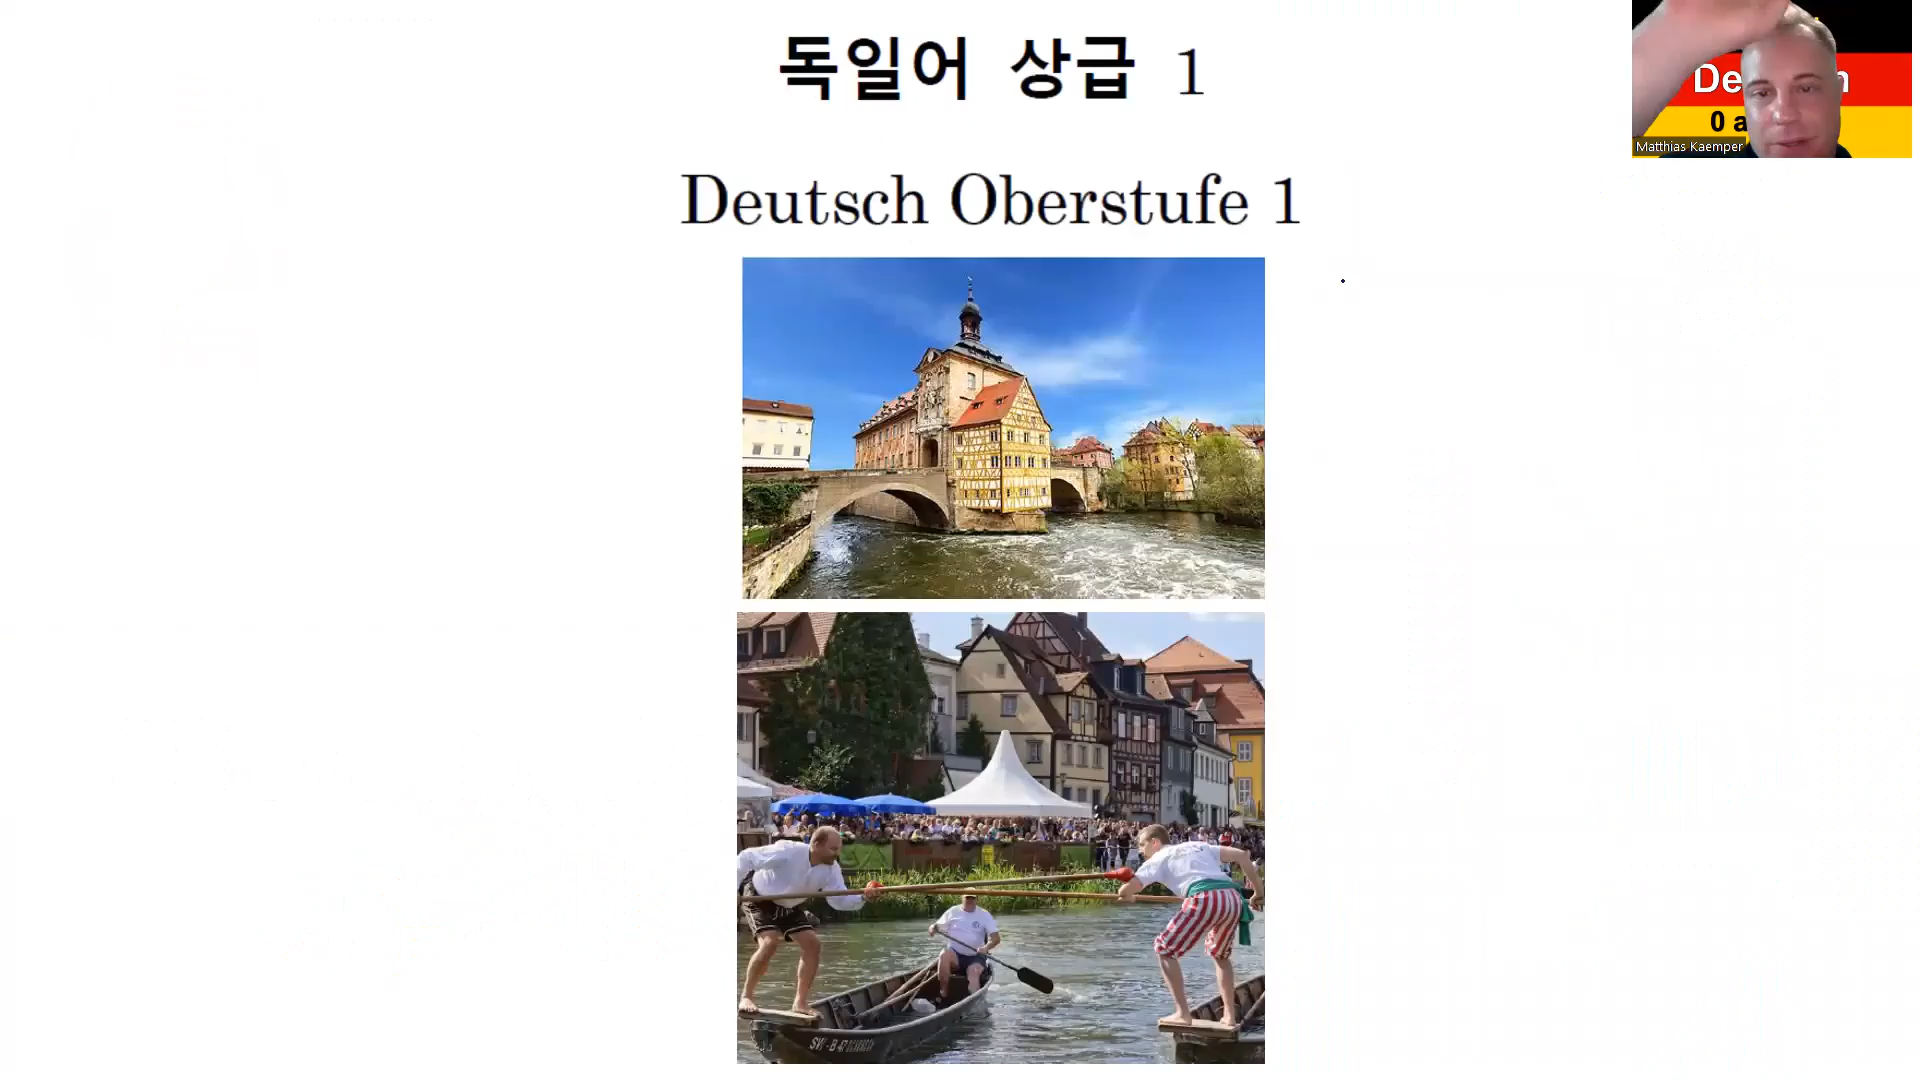 독일어 상급 1
Deutsch Oberstufe 1
Matthias Kaemper